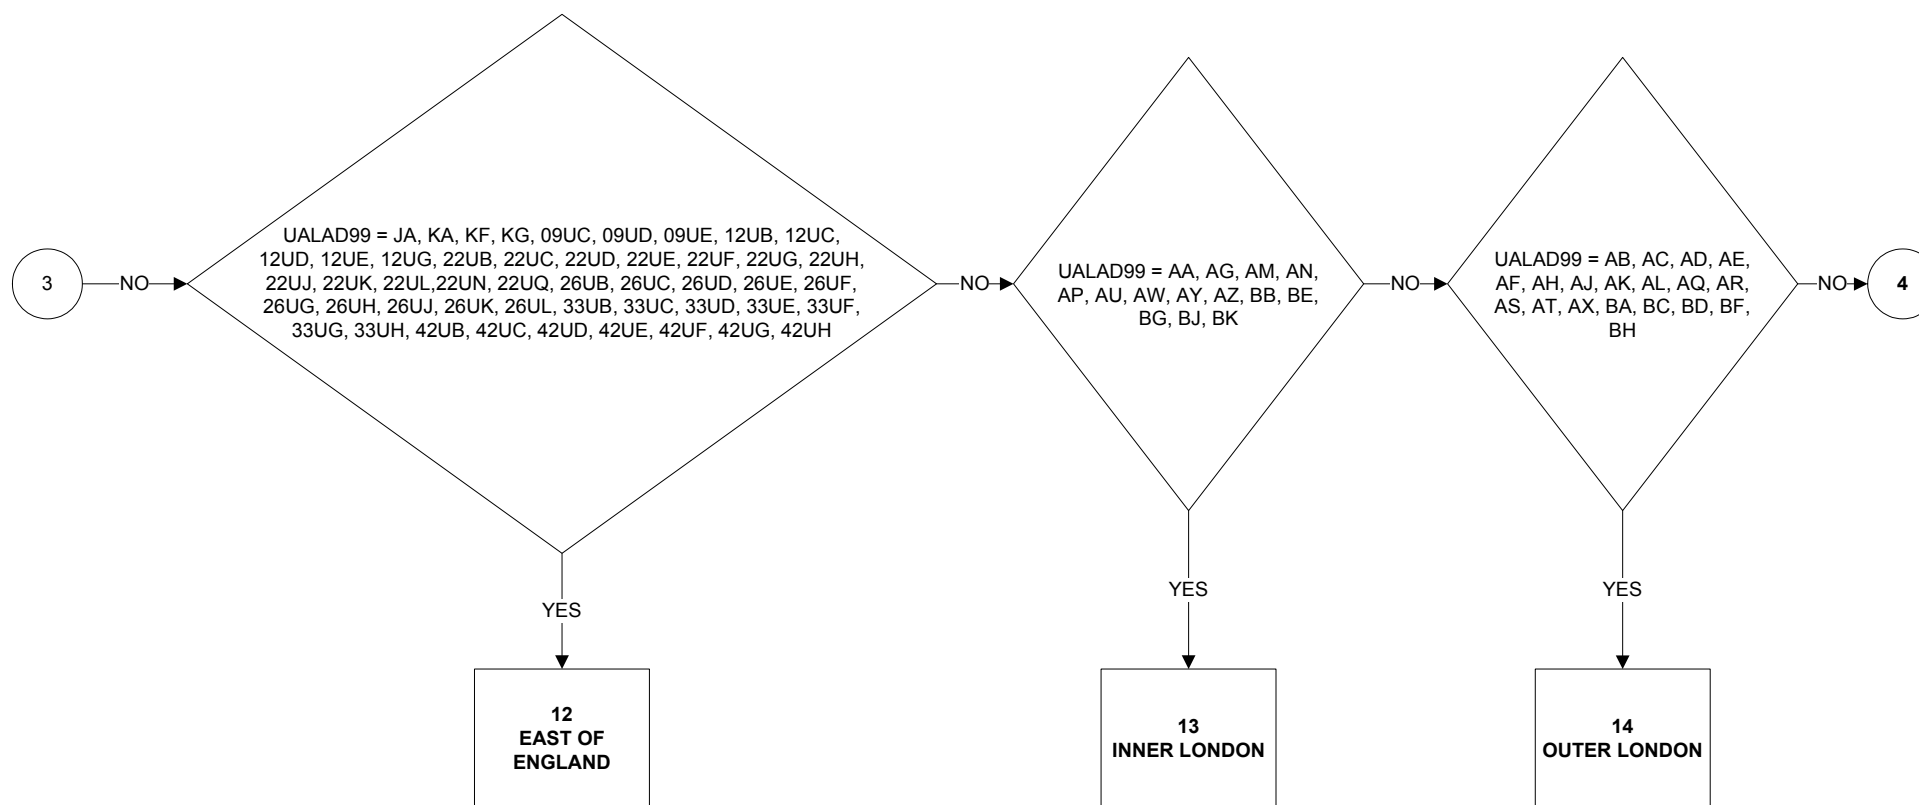 3
NO
UALAD99 = JA, KA, KF, KG, 09UC, 09UD, 09UE, 12UB, 12UC,
12UD, 12UE, 12UG, 22UB, 22UC, 22UD, 22UE, 22UF, 22UG, 22UH,
22UJ, 22UK, 22UL,22UN, 22UQ, 26UB, 26UC, 26UD, 26UE, 26UF,
26UG, 26UH, 26UJ, 26UK, 26UL, 33UB, 33UC, 33UD, 33UE, 33UF,
33UG, 33UH, 42UB, 42UC, 42UD, 42UE, 42UF, 42UG, 42UH
NO
UALAD99 = AA, AG, AM, AN,
AP, AU, AW, AY, AZ, BB, BE,
BG, BJ, BK
NO
UALAD99 = AB, AC, AD, AE,
AF, AH, AJ, AK, AL, AQ, AR,
AS, AT, AX, BA, BC, BD, BF,
BH
NO
4
YES
YES
YES
12
EAST OF
ENGLAND
13
INNER LONDON
14
OUTER LONDON